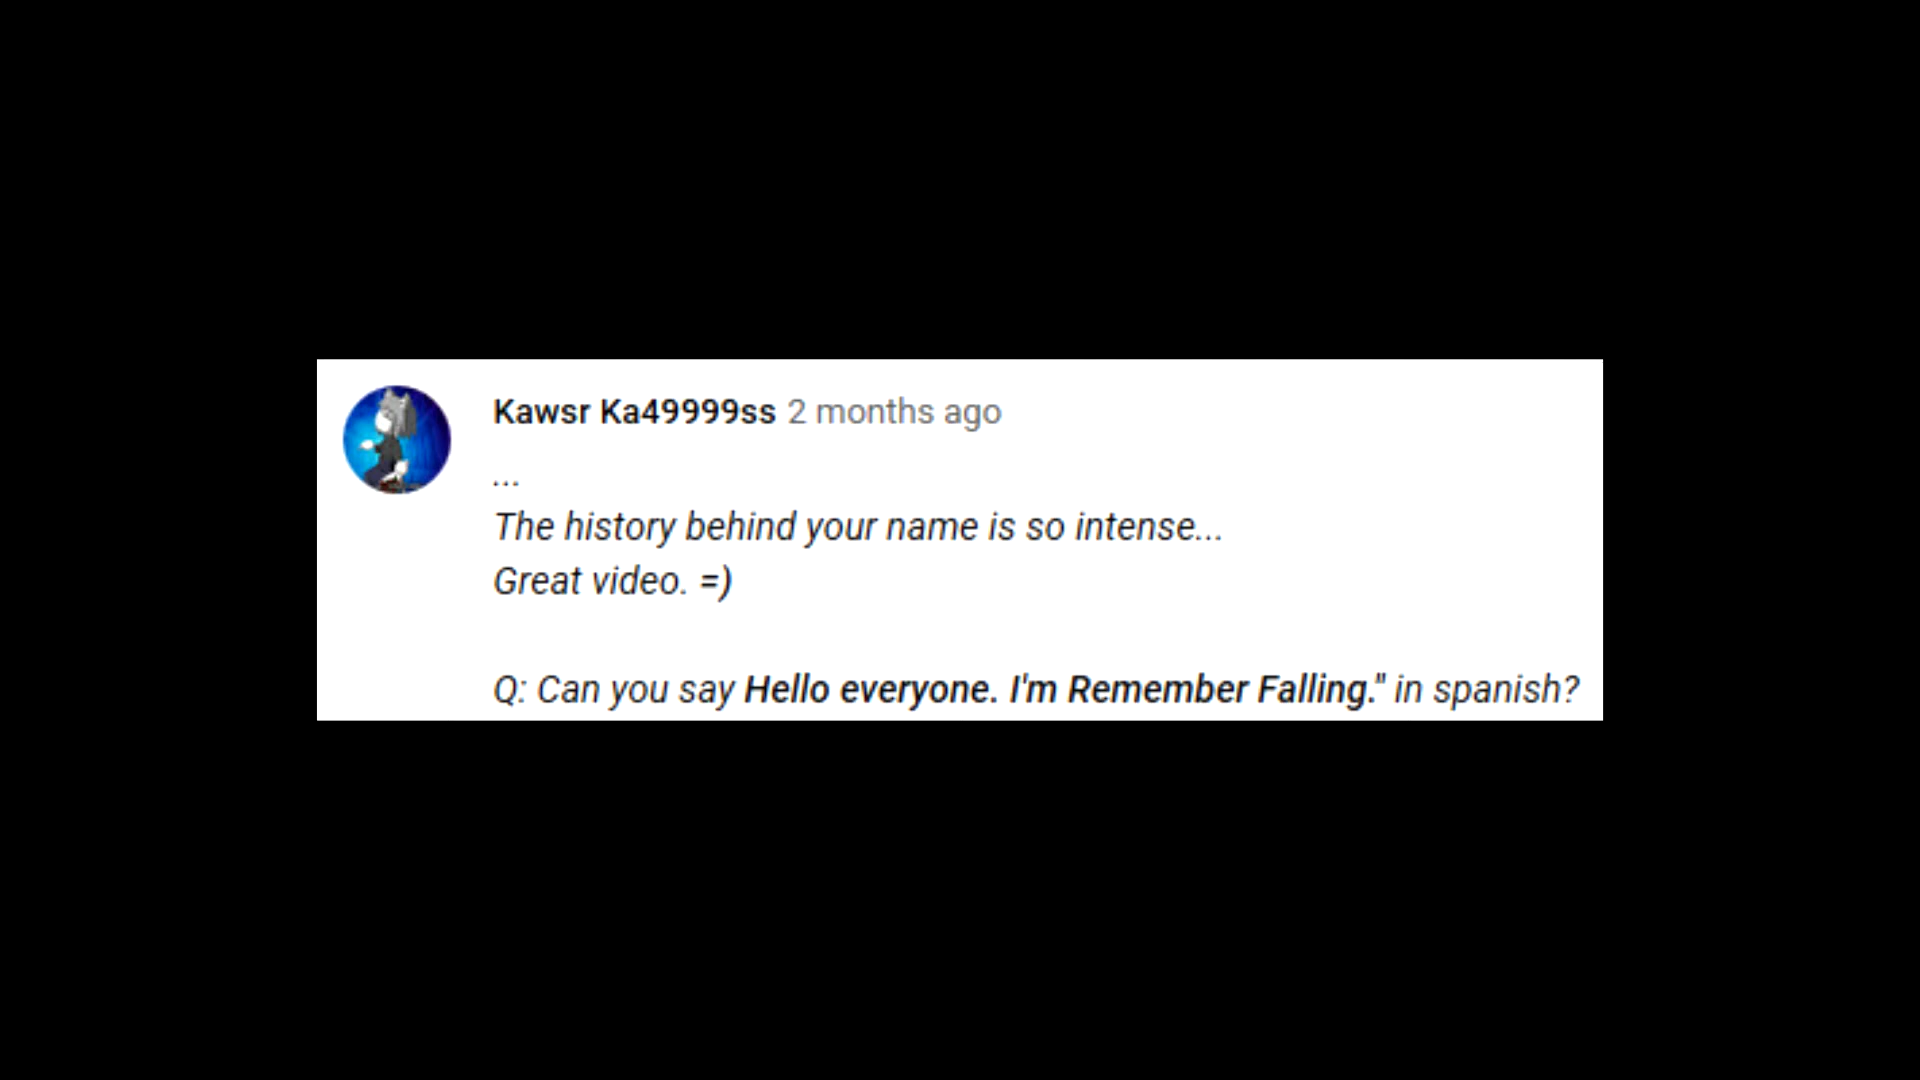 Kawsr Ka49999ss 2 months ago
...
The history behind your name is so intense...
Great video. =)
Q: Can you say Hello everyone. I'm Remember Falling." in spanish?